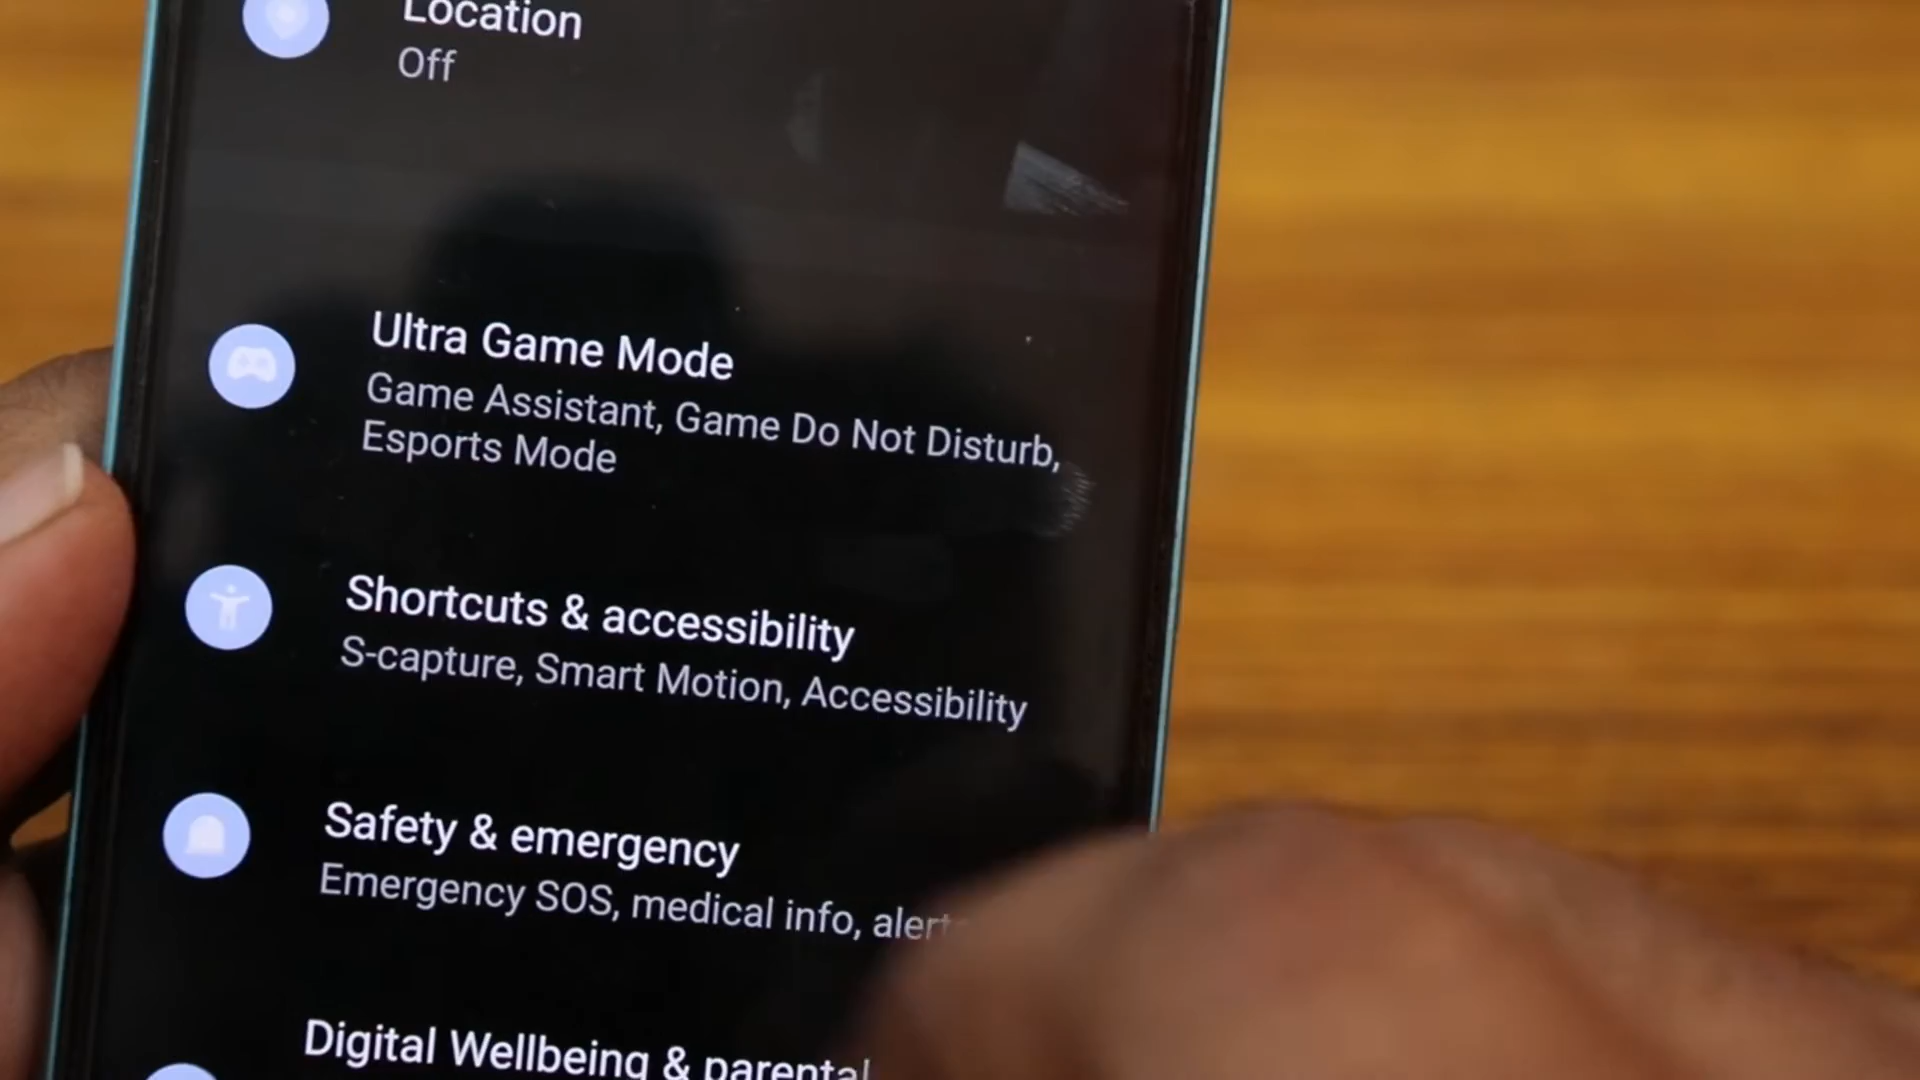 Location
Off
Ultra Game Mode
Game Assistant, Game Do Not Disturb,
Esports Mode
Shortcuts & accessibility
S-capture, Smart Motion, Accessibility
Safety & emergency
Emergency SOS, medical info,
Digital Wellbeing & parental